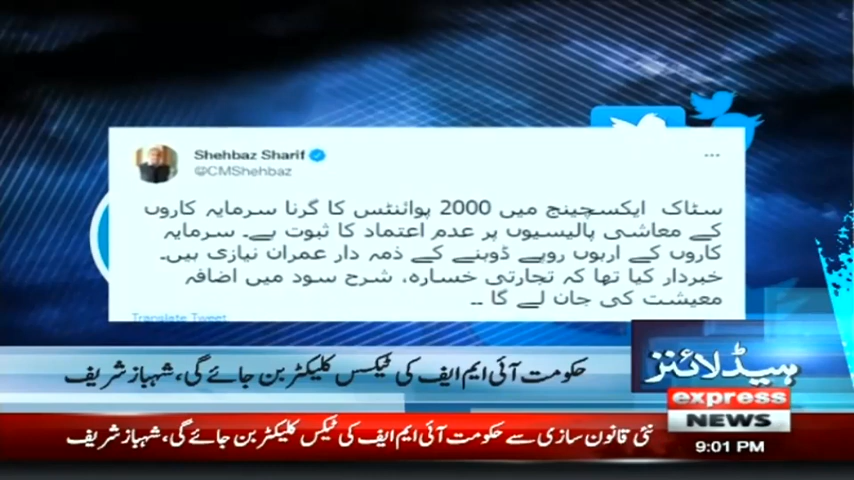 Shehbaz Sharif
@CMShehbaz
سٹاک ایکسچینج میں 2000 پوائنٹس کا گرنا سرمایہ کاروں
کے معاشی پالیسیوں پر عدم اعتماد کا ثبوت ہے۔ سرمایہ
کاروں کے اربوں روپے ڈوبنے کے ذمہ دار عمران نیازی ہیں۔
خبردار کیا تھا کہ تجارتی خسارہ، شرح سود میں اضافہ
معیشت کی جان لے گا ۔۔
Translate Tweet
حکومت آئی ایم ایف کی ٹیکس کلیکٹر بن جائے گی، شہباز شریف
ہیڈلائنز
express
NEWS
نئی قانون سازی سے حکومت آئی ایم ایف کی ٹیکس کلیکٹر بن جائے گی، شہباز شریف
9:01 PM